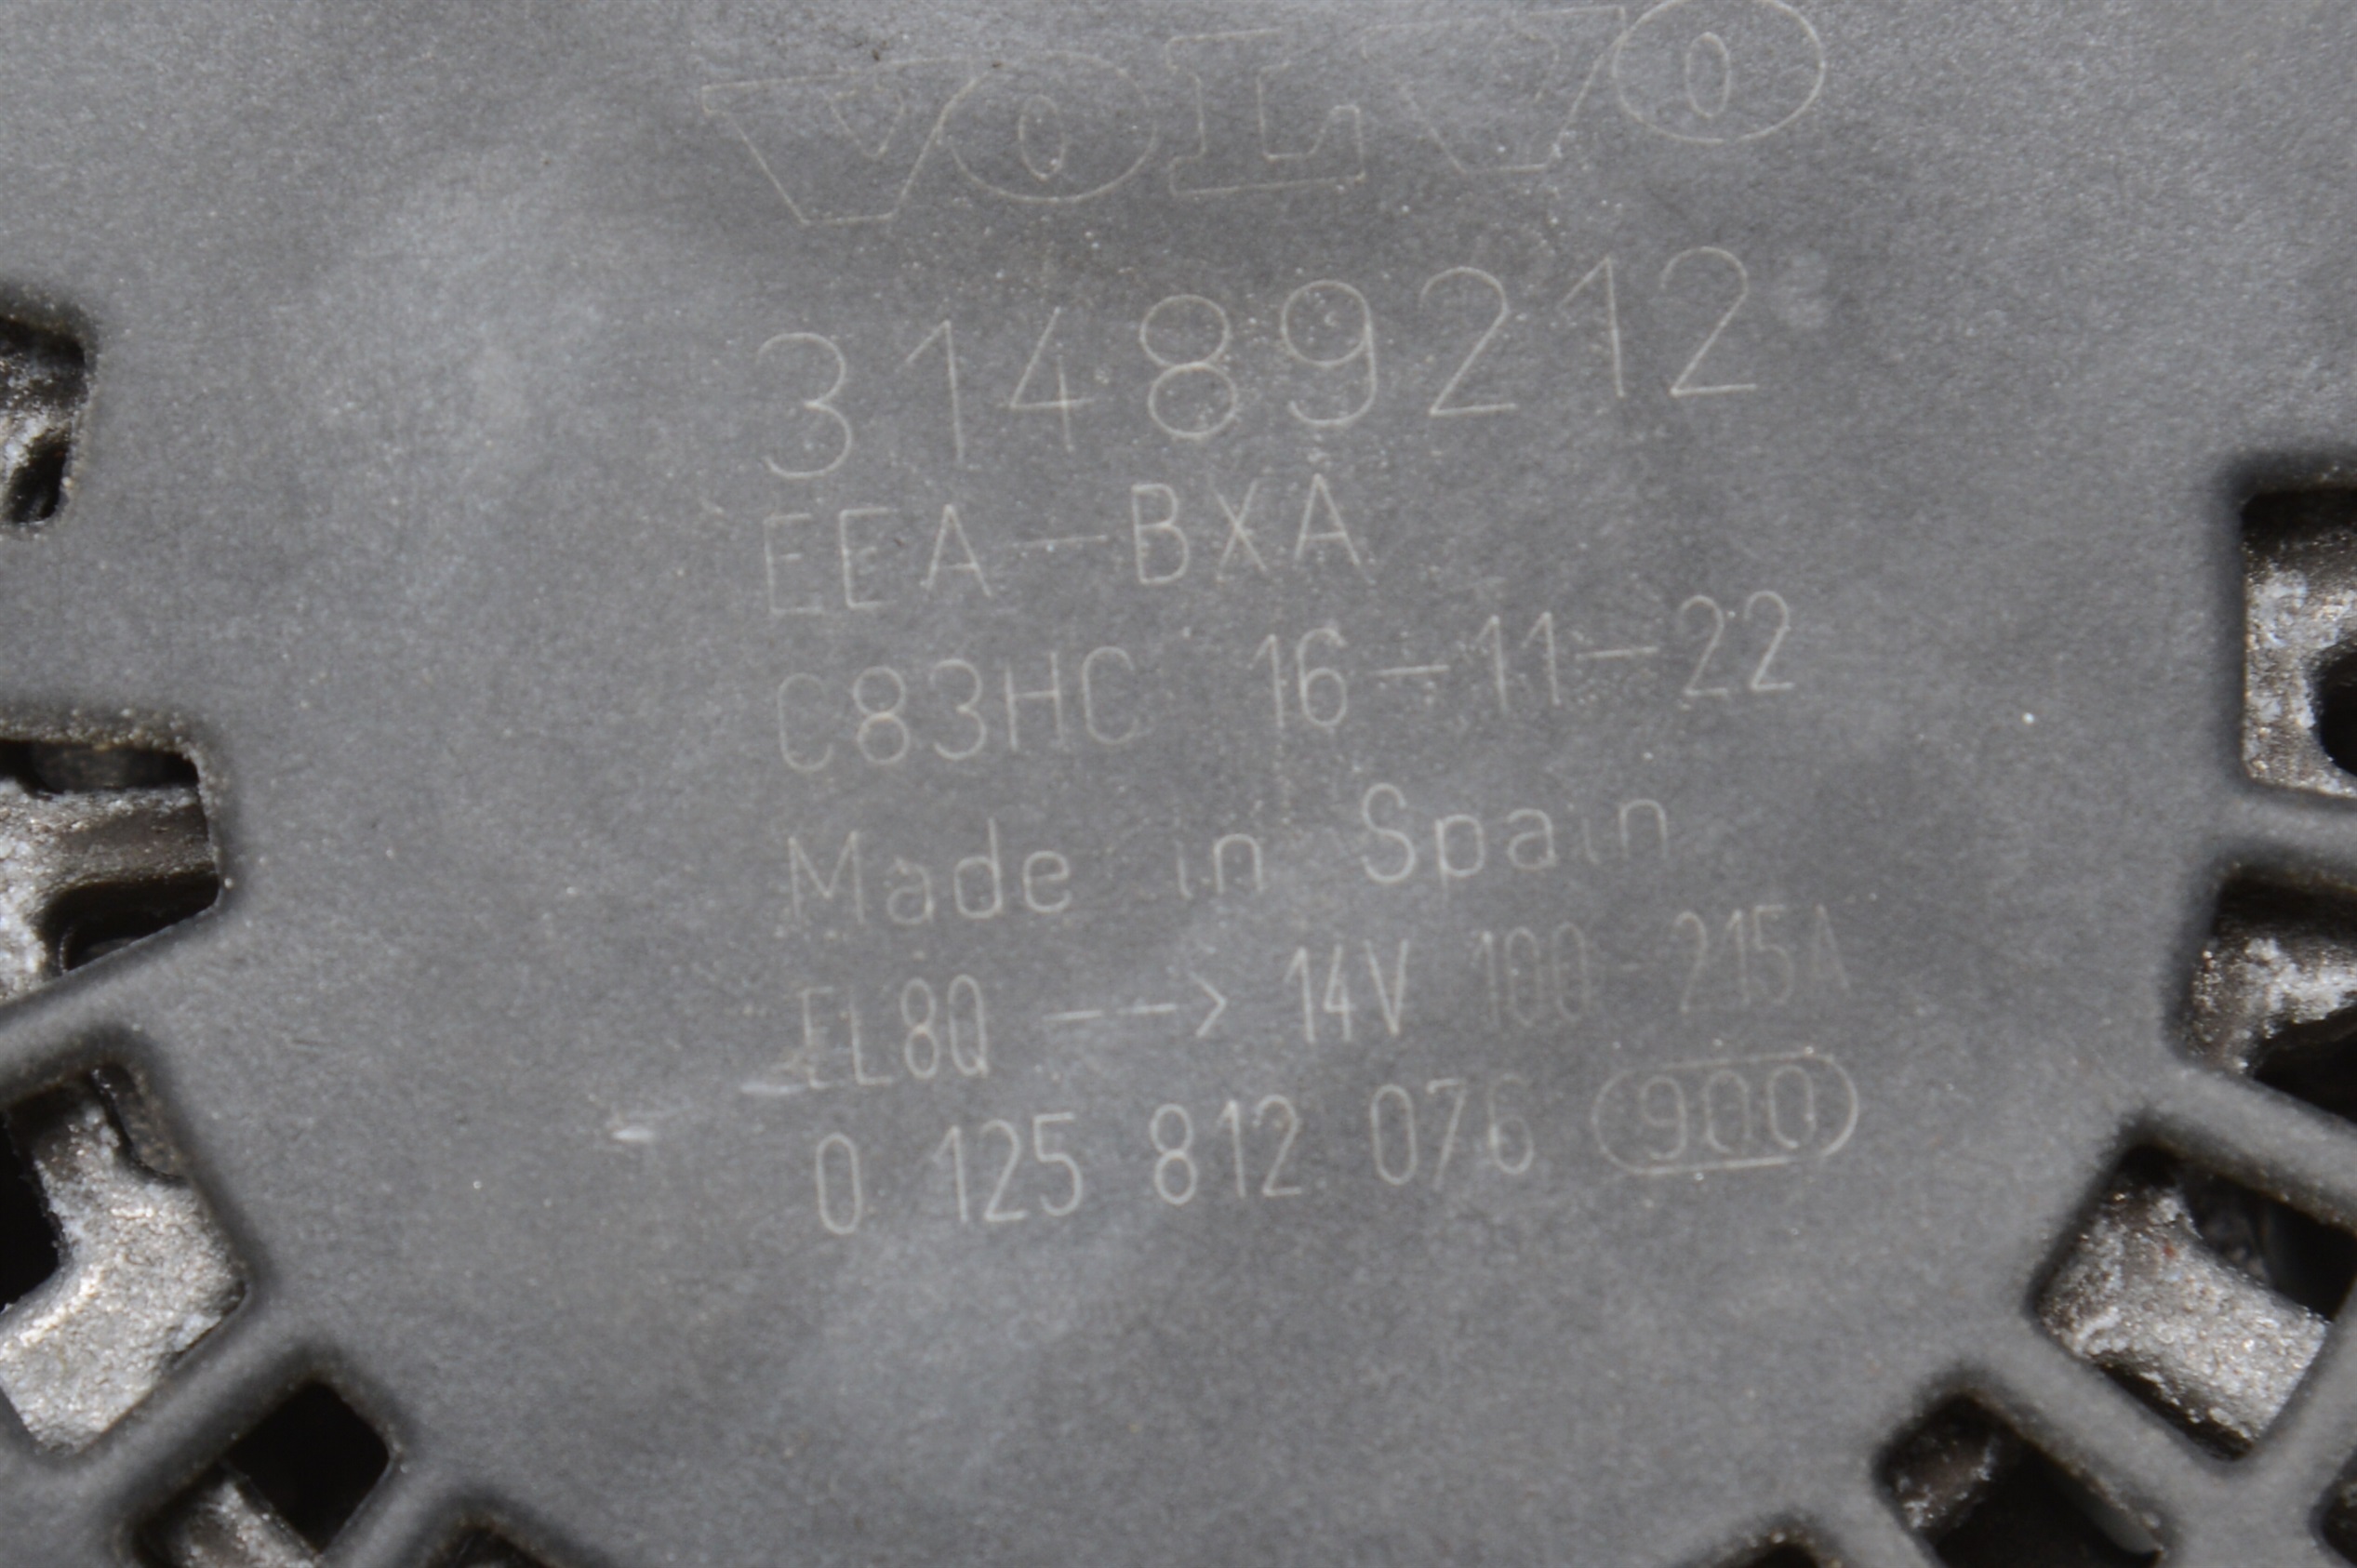 VOLVO
31489212
EEA-BXA
C83HC 16-11-22
Made in Spain
EL8Q --> 14V 100-215A
0 125 812 076 900